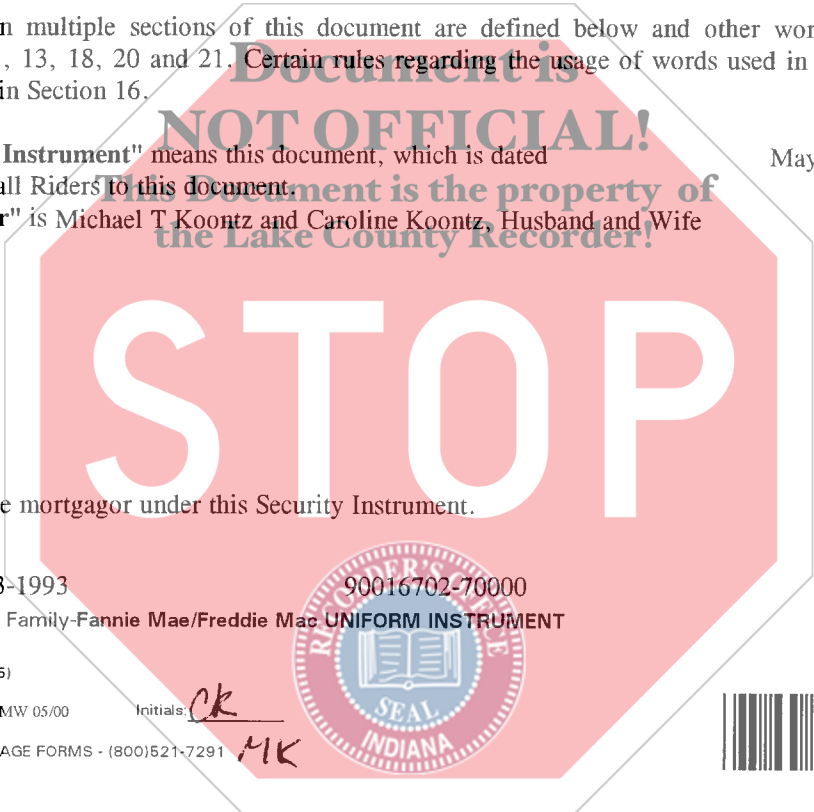 n multiple sections of this document are defined below and other wor
, 13, 18, 20 and 21. Certain rules regarding the usage of words used in
in Section 16.
Document is
NOT OFFICIAL!
Instrument" means this document, which is dated May
all Riders to this document.
This Document is the property of
r" is Michael T Koontz and Caroline Koontz, Husband and Wife
the Lake County Recorder!
STOP
e mortgagor under this Security Instrument.
3-1993 90016702-70000
Family-Fannie Mae/Freddie Mac UNIFORM INSTRUMENT
RECORDER'S OFFICE
SEAL
INDIANA
5)
MW 05/00 Initials: CK
AGE FORMS - (800)521-7291 MK